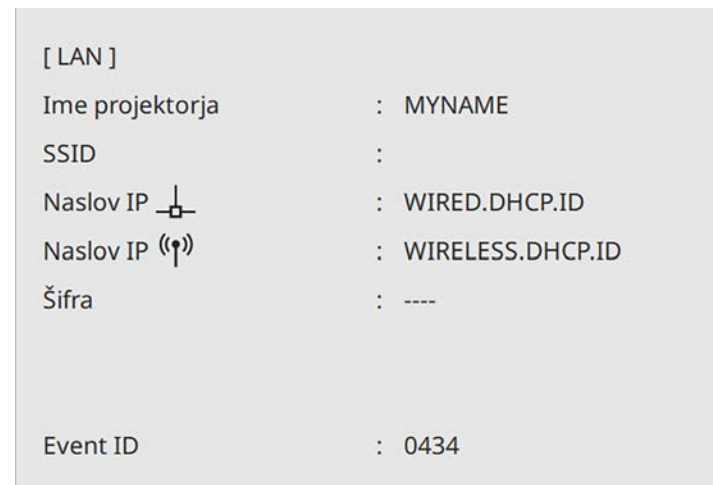 [ LAN ]
Ime projektorja : MYNAME
SSID :
Naslov IP : WIRED.DHCP.ID
Naslov IP : WIRELESS.DHCP.ID
Šifra : ----
Event ID : 0434